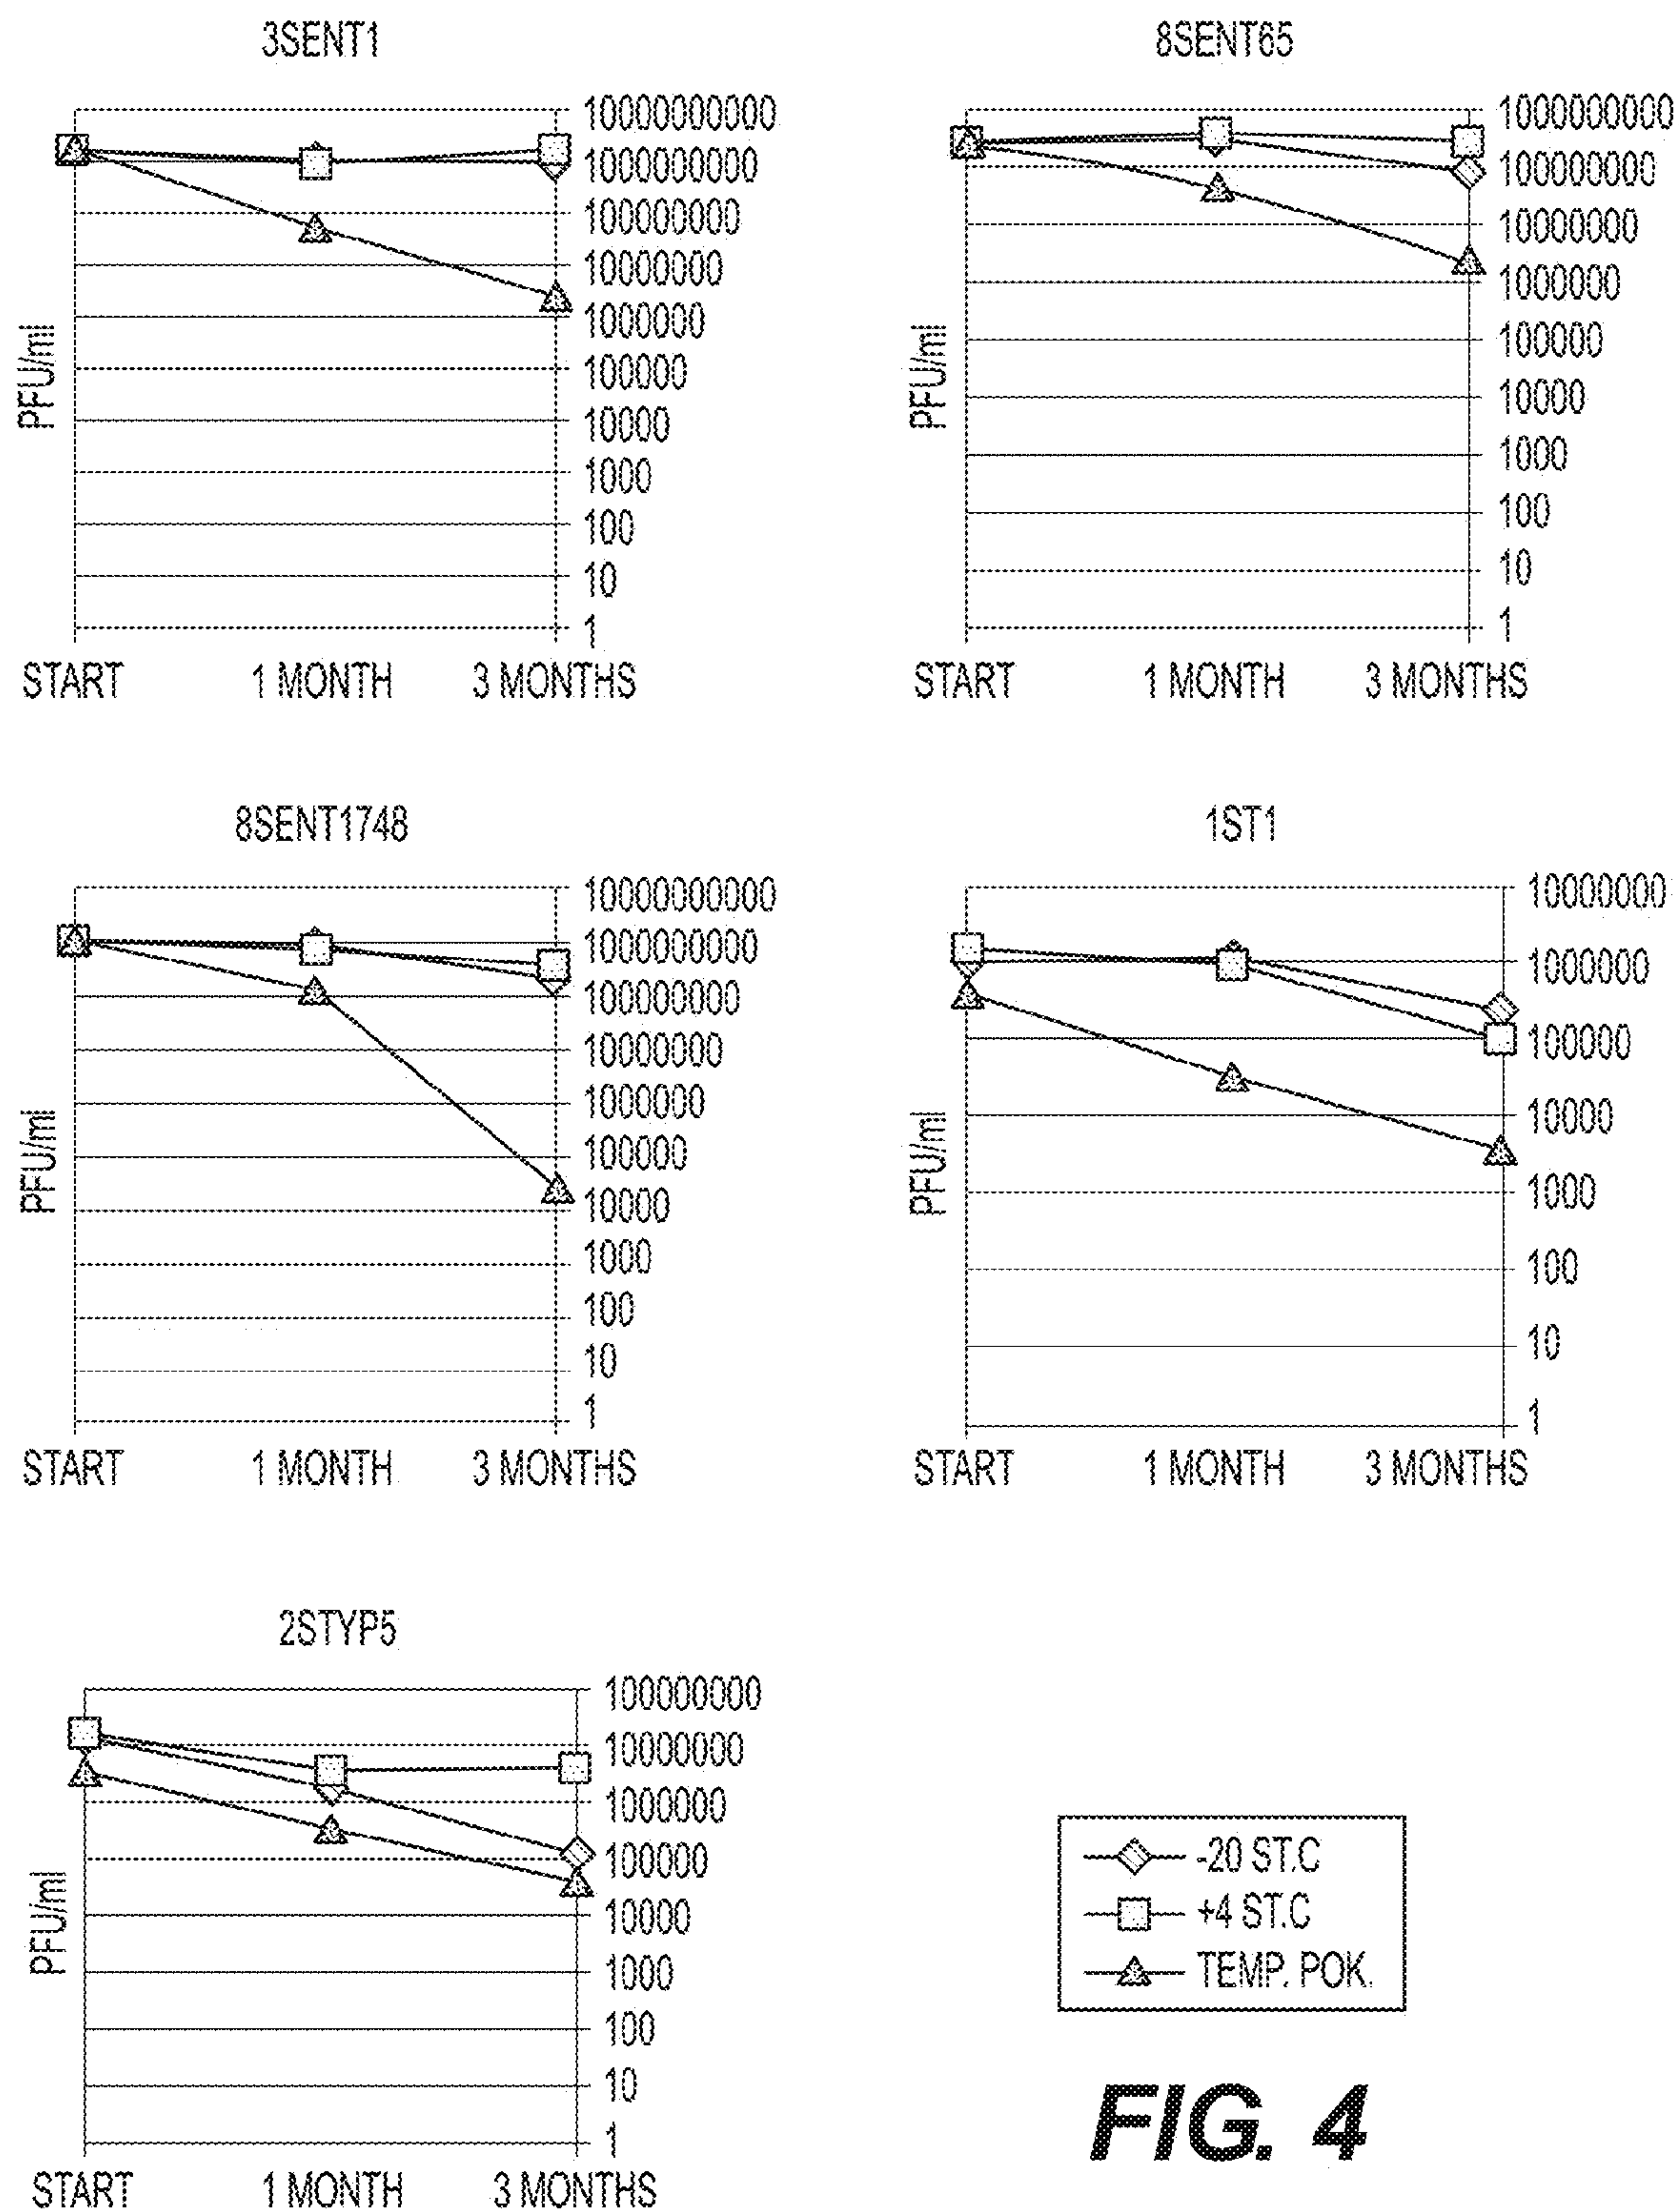 3SENT1
10000000000
1000000000
100000000
10000000
1000000
100000
10000
1000
100
10
1
PFU/ml
START 1 MONTH 3 MONTHS
8SENT65
1000000000
100000000
10000000
1000000
100000
10000
1000
100
10
1
PFU/ml
START 1 MONTH 3 MONTHS
8SENT1748
10000000000
1000000000
100000000
10000000
1000000
100000
10000
1000
100
10
1
PFU/ml
START 1 MONTH 3 MONTHS
1ST1
10000000
1000000
100000
10000
1000
100
10
1
PFU/ml
START 1 MONTH 3 MONTHS
2STYP5
100000000
10000000
1000000
100000
10000
1000
100
10
1
PFU/ml
START 1 MONTH 3 MONTHS
-20 ST.C
+4 ST.C
TEMP. POK.
FIG. 4